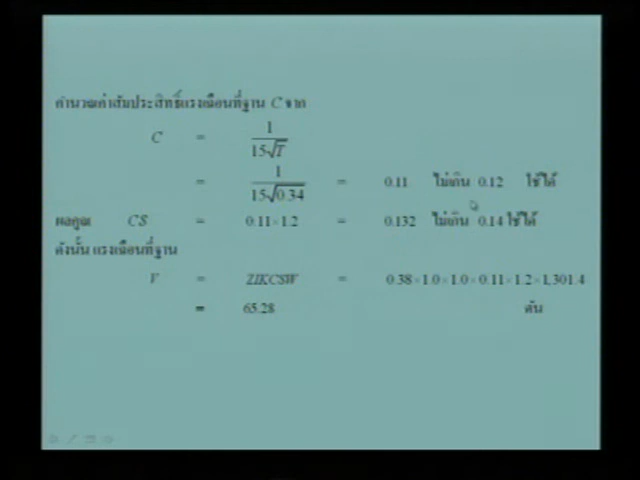 คำนวณค่าสัมประสิทธิ์แรงเฉือนที่ฐาน C จาก
C = 1/15√T
= 1/15√0.34 = 0.11 ไม่เกิน 0.12 ใช้ได้
ผลคูณ CS = 0.11×1.2 = 0.132 ไม่เกิน 0.14 ใช้ได้
ดังนั้น แรงเฉือนที่ฐาน
V = ZIKCSW = 0.38×1.0×1.0×0.11×1.2×1,301.4
= 65.28 ตัน